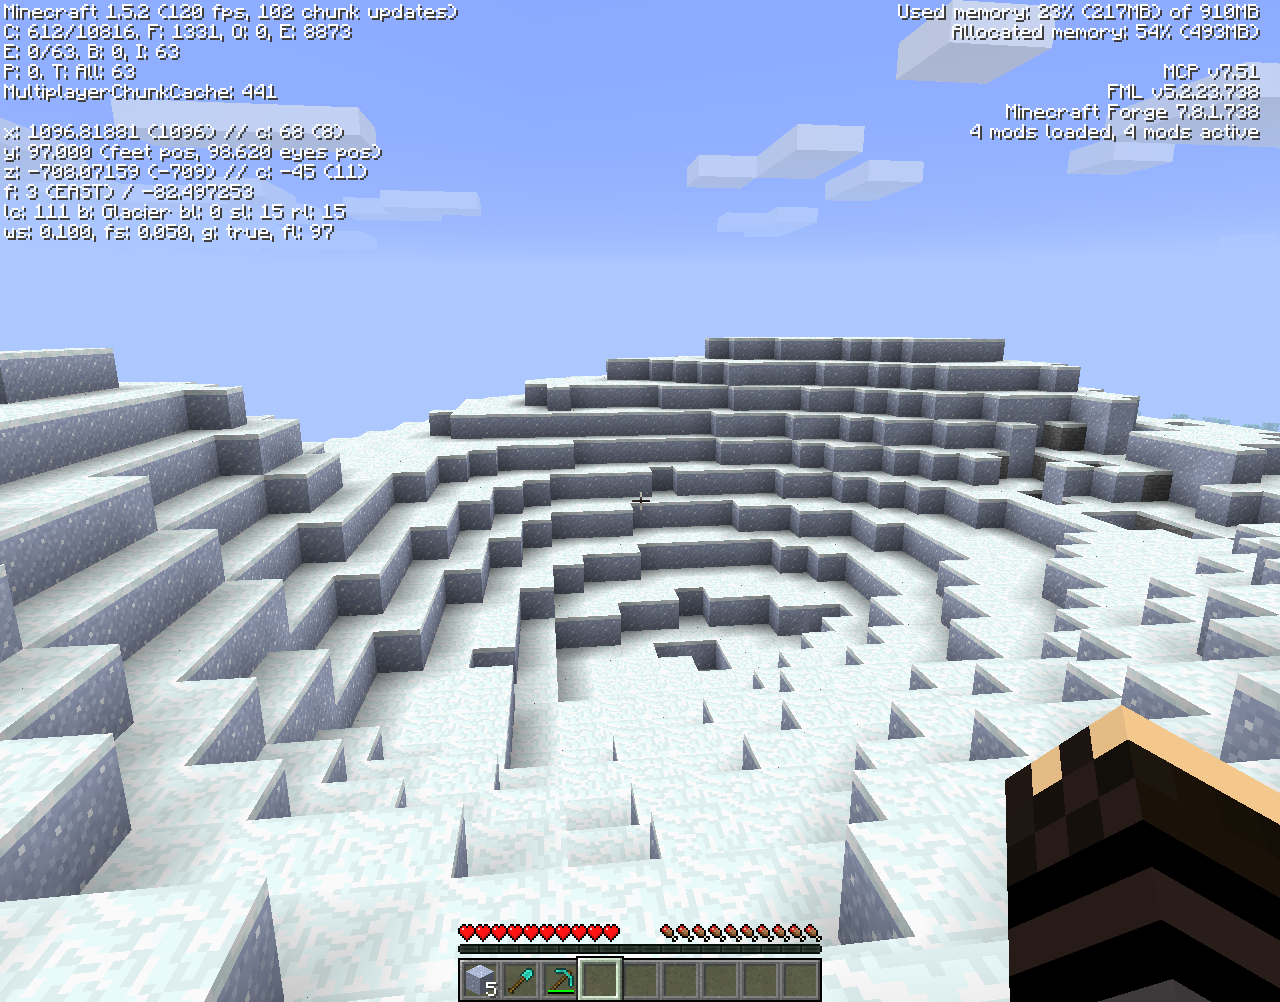 Minecraft 1.5.2 (120 fps, 102 chunk updates)
C: 612/10816. F: 1331, O: 0, E: 8873
E: 0/63. B: 0, I: 63
P: 0. T: All: 63
MultiplayerChunkCache: 441
x: 1096.81881 (1096) // c: 68 (8)
y: 97.000 (feet pos, 98.620 eyes pos)
z: -708.07159 (-709) // c: -45 (11)
f: 3 (EAST) / -82.497253
lc: 111 b: Glacier bl: 0 sl: 15 rl: 15
ws: 0.100, fs: 0.050, g: true, fl: 97
Used memory: 23% (217MB) of 910MB
Allocated memory: 54% (493MB)
MCP v7.51
FML v5.2.23.738
Minecraft Forge 7.8.1.738
4 mods loaded, 4 mods active
5